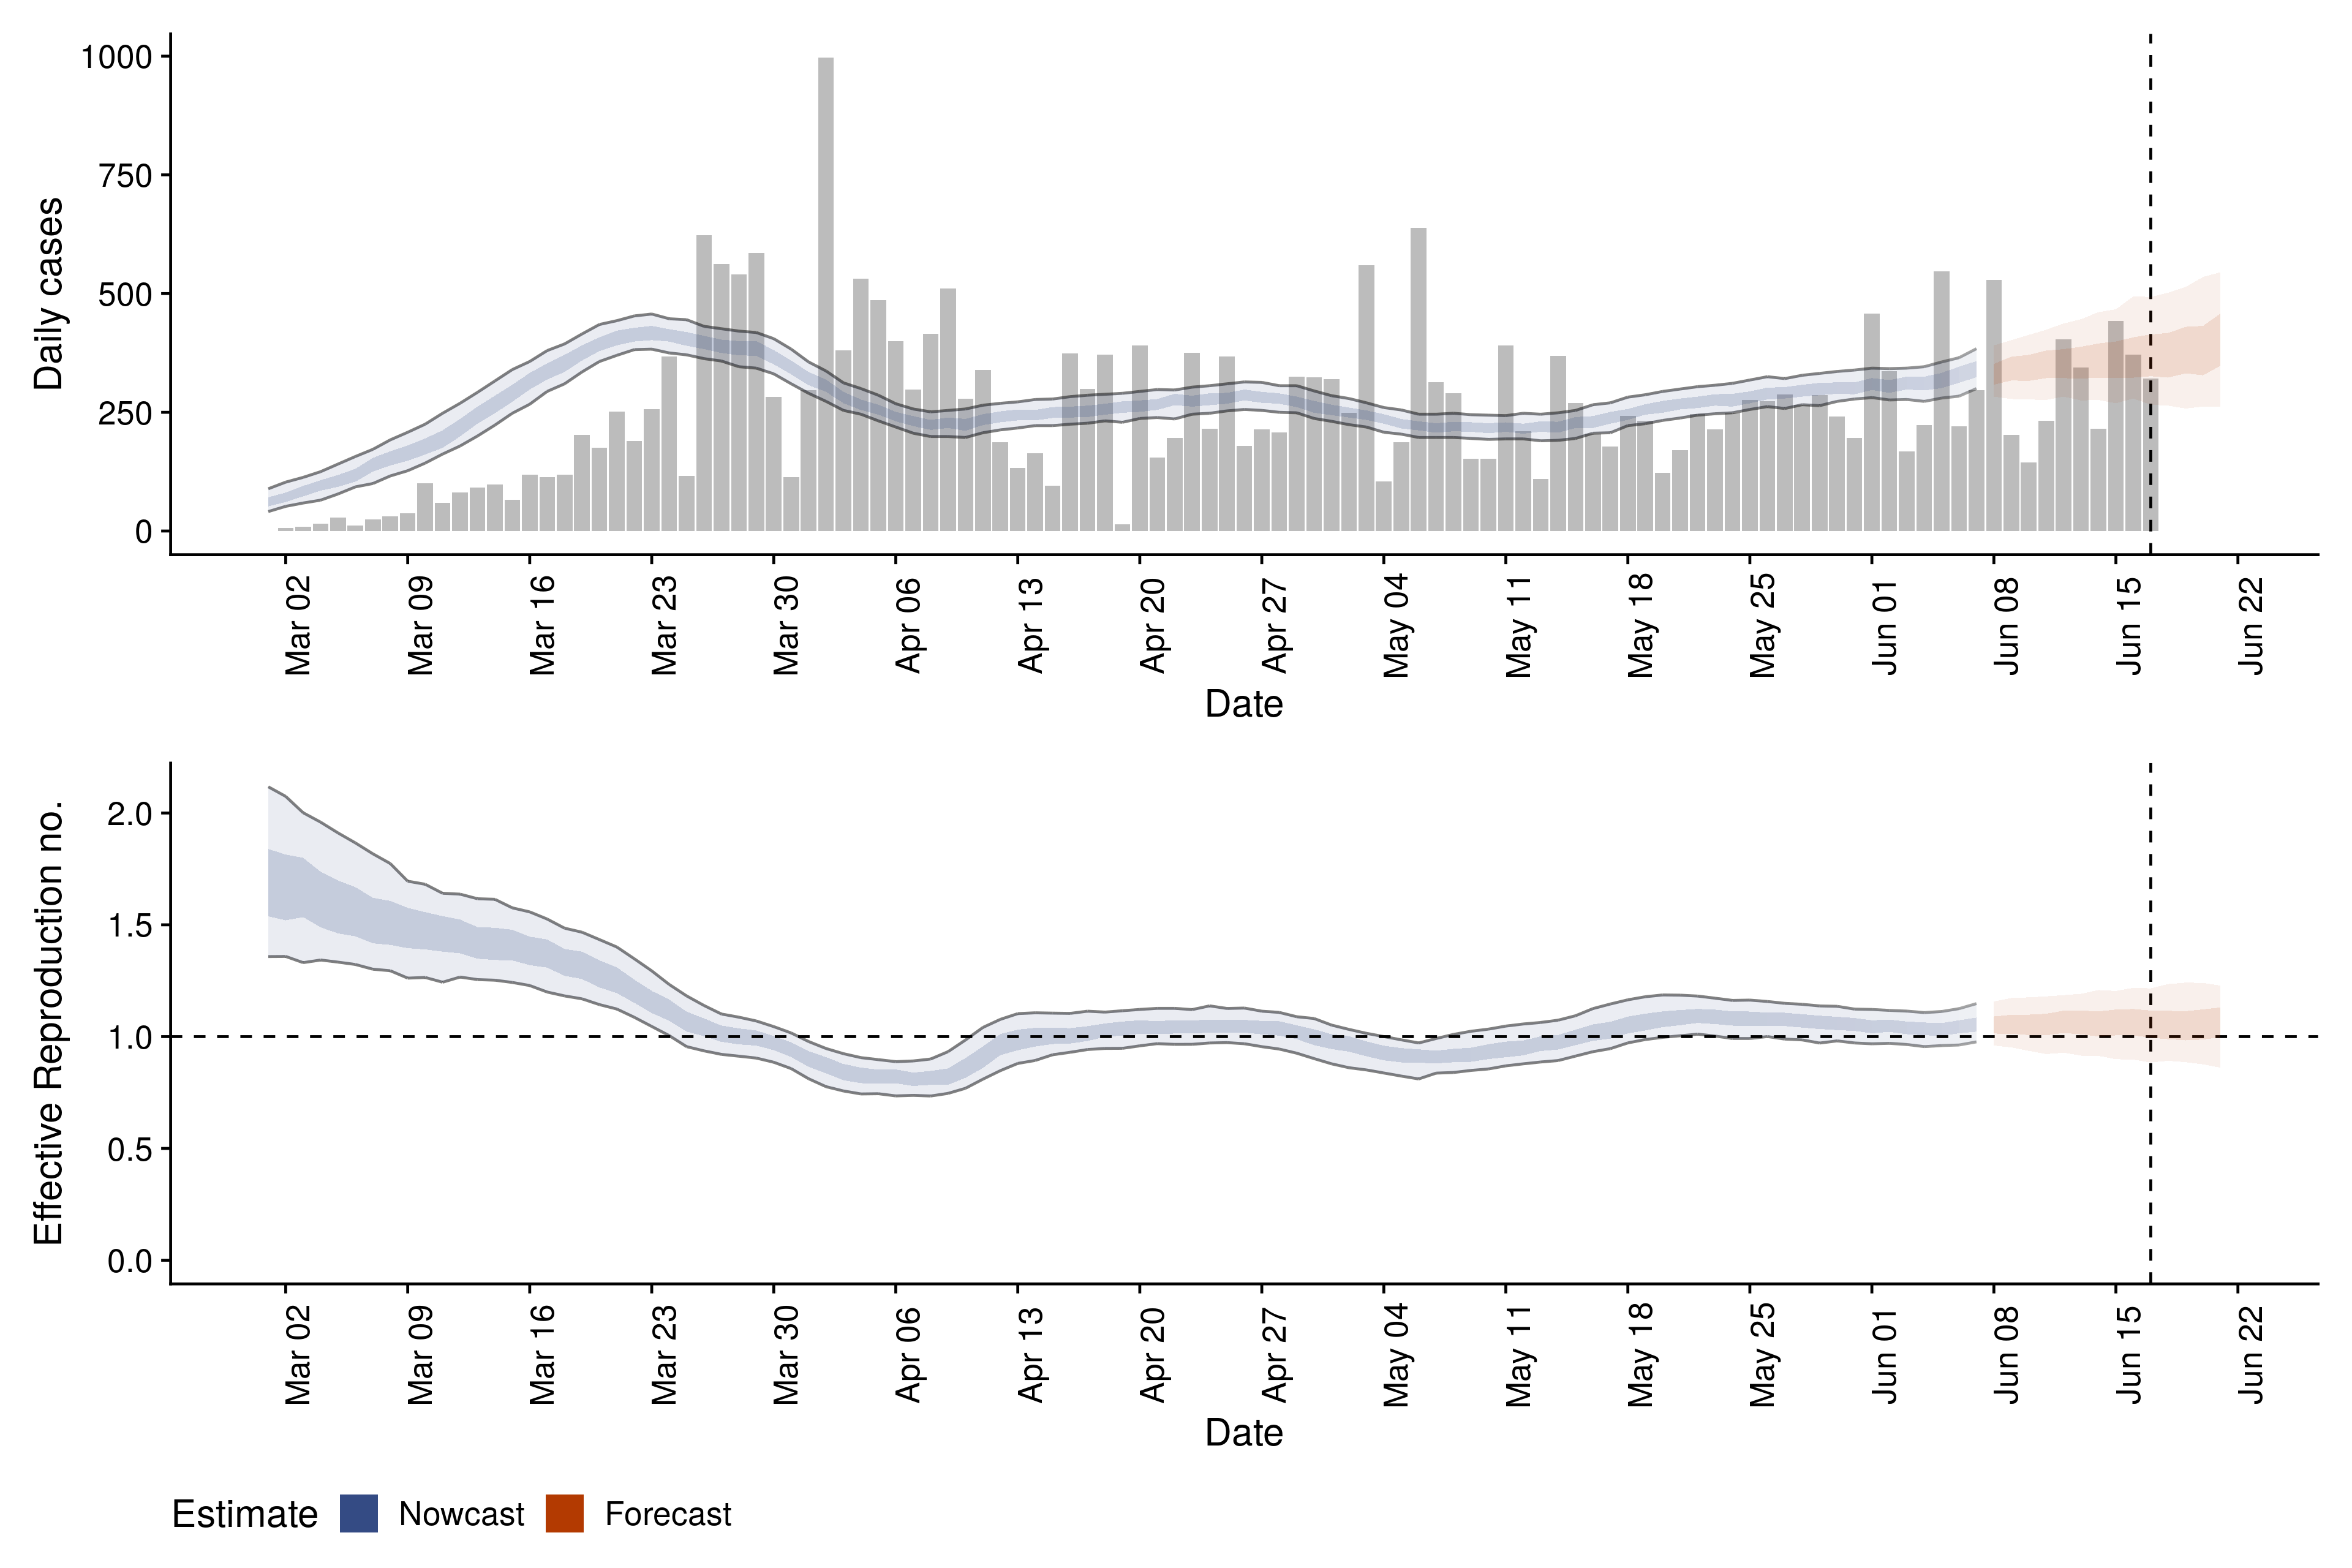 Daily cases
1000
750
500
250
0
Mar 02
Mar 09
Mar 16
Mar 23
Mar 30
Apr 06
Apr 13
Apr 20
Apr 27
May 04
May 11
May 18
May 25
Jun 01
Jun 08
Jun 15
Jun 22
Date
Effective Reproduction no.
2.0
1.5
1.0
0.5
0.0
Mar 02
Mar 09
Mar 16
Mar 23
Mar 30
Apr 06
Apr 13
Apr 20
Apr 27
May 04
May 11
May 18
May 25
Jun 01
Jun 08
Jun 15
Jun 22
Date
Estimate Nowcast Forecast